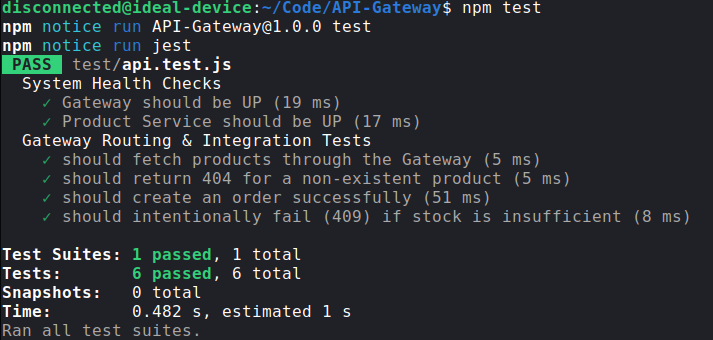 disconnected@ideal-device:~/Code/API-Gateway$ npm test
npm notice run API-Gateway@1.0.0 test
npm notice run jest
PASS test/api.test.js
System Health Checks
✓ Gateway should be UP (19 ms)
✓ Product Service should be UP (17 ms)
Gateway Routing & Integration Tests
✓ should fetch products through the Gateway (5 ms)
✓ should return 404 for a non-existent product (5 ms)
✓ should create an order successfully (51 ms)
✓ should intentionally fail (409) if stock is insufficient (8 ms)
Test Suites: 1 passed, 1 total
Tests: 6 passed, 6 total
Snapshots: 0 total
Time: 0.482 s, estimated 1 s
Ran all test suites.